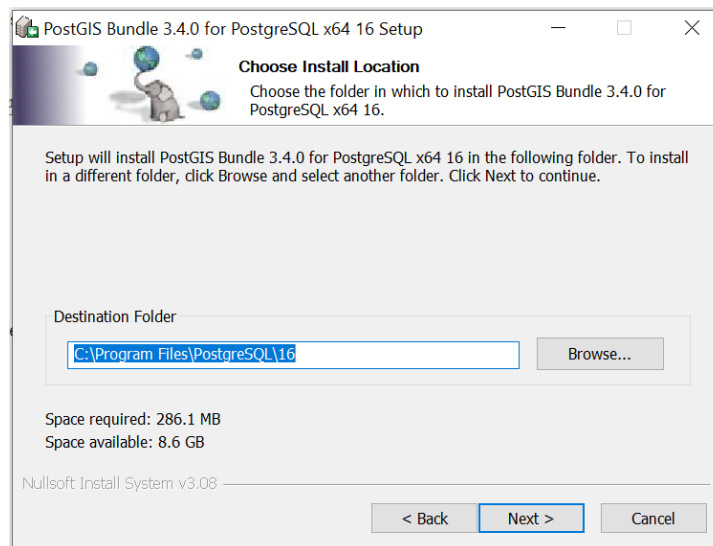 PostGIS Bundle 3.4.0 for PostgreSQL x64 16 Setup
Choose Install Location
Choose the folder in which to install PostGIS Bundle 3.4.0 for
PostgreSQL x64 16.
Setup will install PostGIS Bundle 3.4.0 for PostgreSQL x64 16 in the following folder. To install
in a different folder, click Browse and select another folder. Click Next to continue.
Destination Folder
C:\Program Files\PostgreSQL\16
Browse...
Space required: 286.1 MB
Space available: 8.6 GB
Nullsoft Install System v3.08
< Back
Next >
Cancel